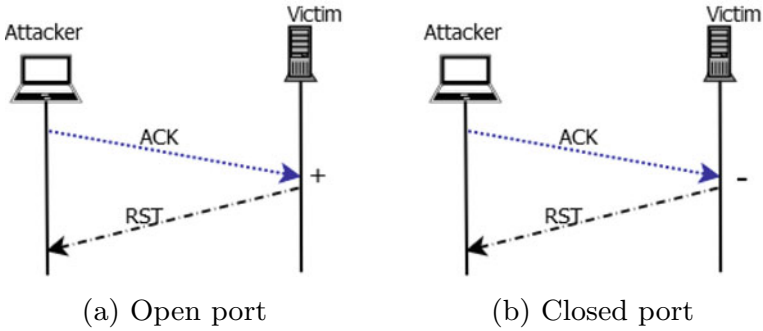 Attacker
Victim
ACK
+
RST
(a) Open port
Attacker
Victim
ACK
-
RST
(b) Closed port